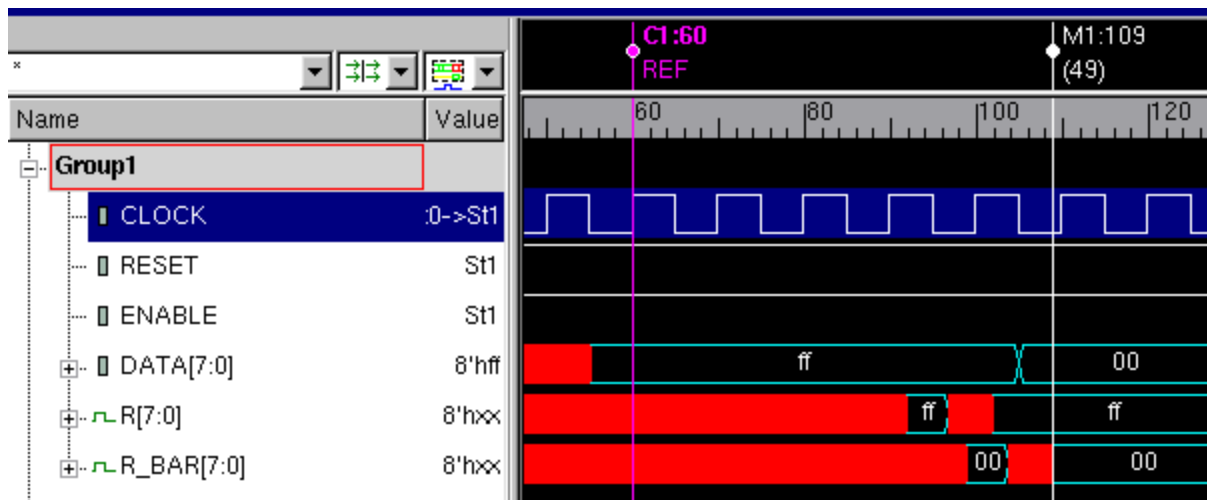 C1:60
M1:109
*
REF
(49)
Name
Value
60
80
100
120
Group1
CLOCK
:0->St1
RESET
St1
ENABLE
St1
DATA[7:0]
8'hff
ff
00
R[7:0]
8'hxx
ff
ff
R_BAR[7:0]
8'hxx
00
00